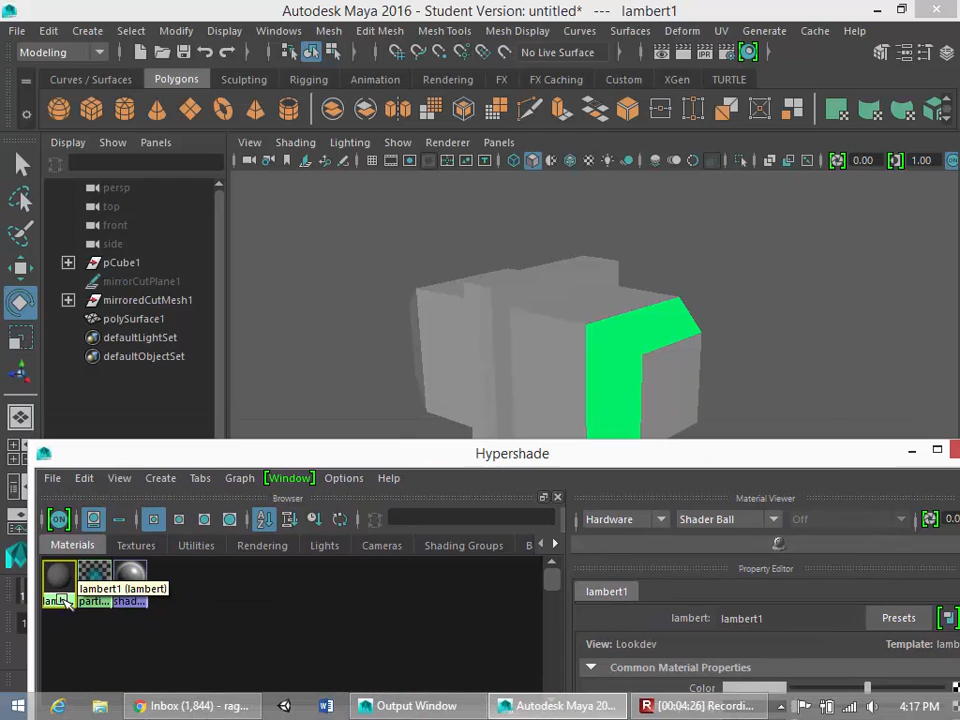 Autodesk Maya 2016 - Student Version: untitled*   ---   lambert1
File Edit Create Select Modify Display Windows Mesh Edit Mesh Mesh Tools Mesh Display Curves Surfaces Deform UV Generate Cache Help
Modeling No Live Surface
Curves / Surfaces Polygons Sculpting Rigging Animation Rendering FX FX Caching Custom XGen TURTLE
Display Show Panels View Shading Lighting Show Renderer Panels
0.00 1.00
persp
top
front
side
pCube1
mirrorCutPlane1
mirroredCutMesh1
polySurface1
defaultLightSet
defaultObjectSet
Hypershade
File Edit View Create Tabs Graph [Window] Options Help
Browser Material Viewer
ON Hardware Shader Ball Off 0.0
Materials Textures Utilities Rendering Lights Cameras Shading Groups B
Property Editor
lambert1 (lambert) lambert1
parti... shad...
lambert: lambert1 Presets
View: Lookdev Template: lamb
Common Material Properties
Color
Inbox (1,844) - rag... Output Window Autodesk Maya 20... [00:04:26] Recordi... 4:17 PM